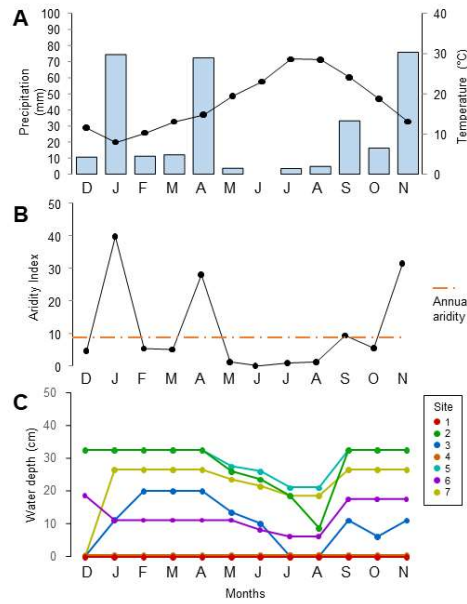 A
Precipitation
(mm)
100
90
80
70
60
50
40
30
20
10
0
40
30
20
10
0
Temperature (°C)
D J F M A M J J A S O N
B
Aridity Index
50
40
30
20
10
0
Annua
aridity
D J F M A M J J A S O N
C
Water depth (cm)
50
40
30
20
10
0
Site
1
2
3
4
5
6
7
D J F M A M J J A S O N
Months